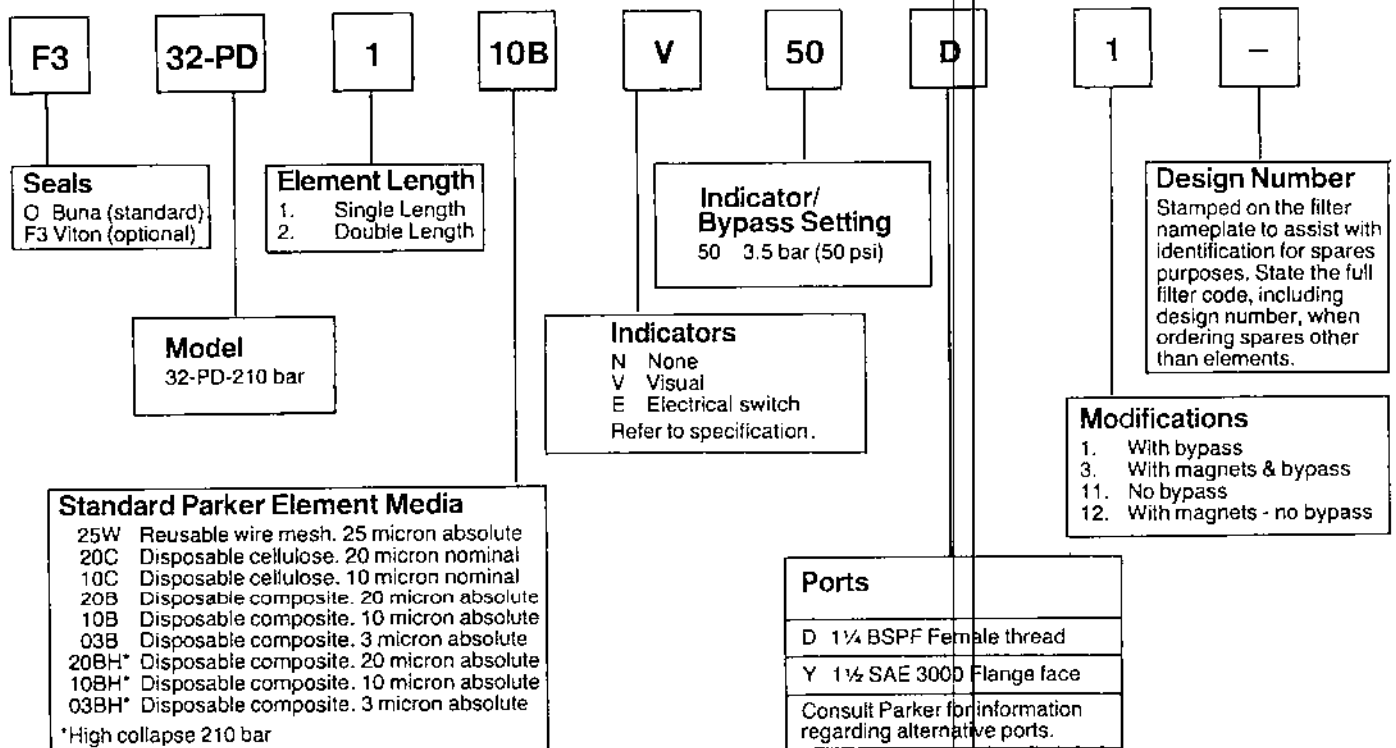 F3 32-PD 1 10B V 50 D 1 –
Seals
O Buna (standard)
F3 Viton (optional)
Element Length
1. Single Length
2. Double Length
Indicator/
Bypass Setting
50 3.5 bar (50 psi)
Design Number
Stamped on the filter
nameplate to assist with
identification for spares
purposes. State the full
filter code, including
design number, when
ordering spares other
than elements.
Model
32-PD-210 bar
Indicators
N None
V Visual
E Electrical switch
Refer to specification.
Modifications
1. With bypass
3. With magnets & bypass
11. No bypass
12. With magnets - no bypass
Standard Parker Element Media
25W Reusable wire mesh. 25 micron absolute
20C Disposable cellulose. 20 micron nominal
10C Disposable cellulose. 10 micron nominal
20B Disposable composite. 20 micron absolute
10B Disposable composite. 10 micron absolute
03B Disposable composite. 3 micron absolute
20BH* Disposable composite. 20 micron absolute
10BH* Disposable composite. 10 micron absolute
03BH* Disposable composite. 3 micron absolute
*High collapse 210 bar
Ports
D 1¼ BSPF Female thread
Y 1½ SAE 3000 Flange face
Consult Parker for information
regarding alternative ports.